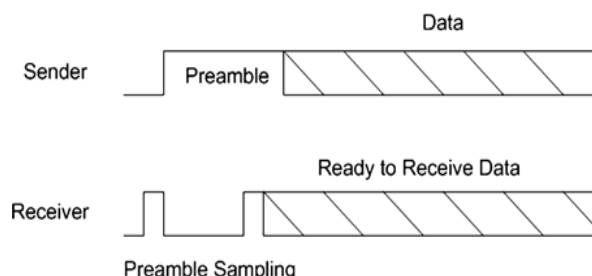 Data
Sender
Preamble
Ready to Receive Data
Receiver
Preamble Sampling